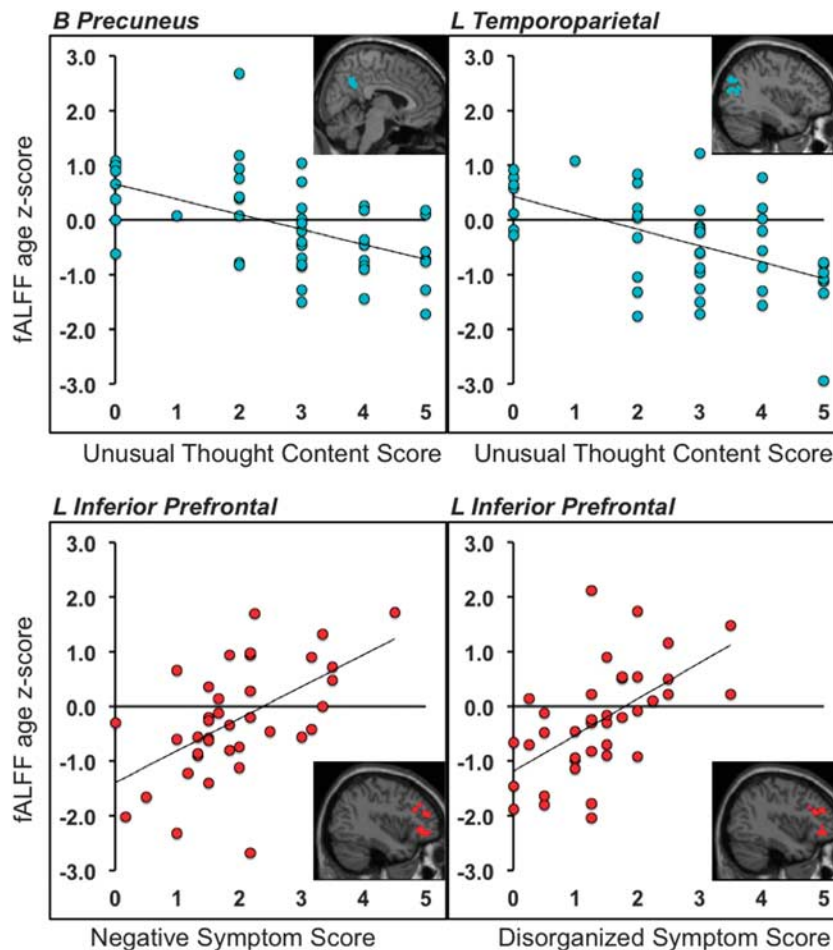 B Precuneus
L Temporoparietal
fALFF age z-score
3.0
2.0
1.0
0.0
-1.0
-2.0
-3.0
0 1 2 3 4 5
Unusual Thought Content Score
3.0
2.0
1.0
0.0
-1.0
-2.0
-3.0
0 1 2 3 4 5
Unusual Thought Content Score
L Inferior Prefrontal
L Inferior Prefrontal
fALFF age z-score
3.0
2.0
1.0
0.0
-1.0
-2.0
-3.0
0 1 2 3 4 5
Negative Symptom Score
3.0
2.0
1.0
0.0
-1.0
-2.0
-3.0
0 1 2 3 4 5
Disorganized Symptom Score